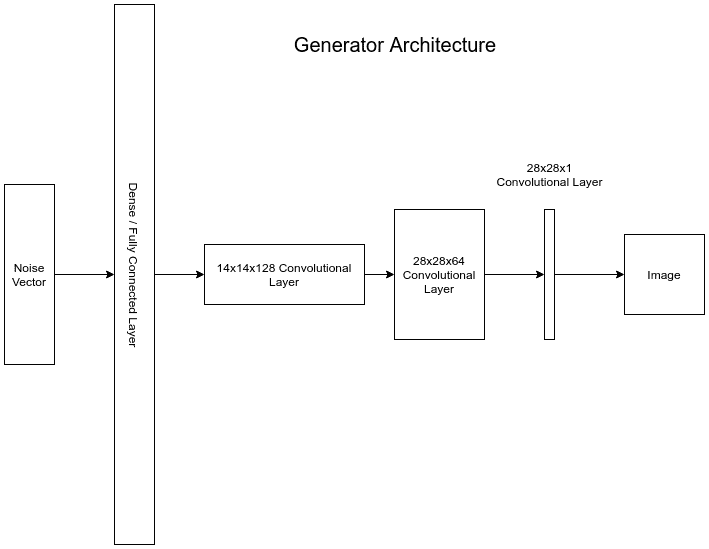 Generator Architecture
Noise
Vector
Dense / Fully Connected Layer
14x14x128 Convolutional
Layer
28x28x64
Convolutional
Layer
28x28x1
Convolutional Layer
Image